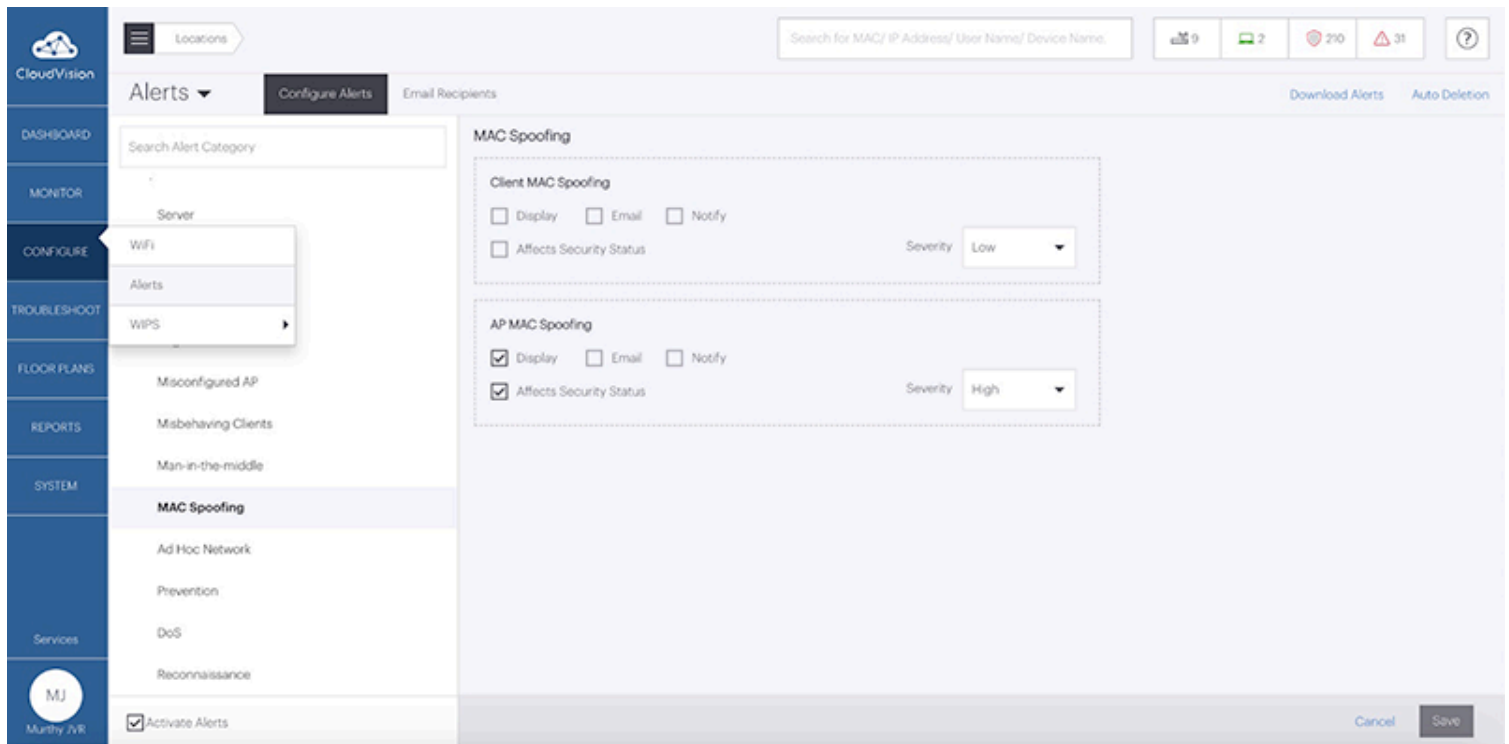 CloudVision
Locations
Search for MAC/ IP Address/ User Name/ Device Name.
9
2
210
31
?
Alerts
Configure Alerts
Email Recipients
Download Alerts
Auto Deletion
DASHBOARD
MONITOR
CONFIGURE
TROUBLESHOOT
FLOOR PLANS
REPORTS
SYSTEM
Services
MJ
Murthy JVR
Search Alert Category
Server
WiFi
Alerts
WIPS
Misconfigured AP
Misbehaving Clients
Man-in-the-middle
MAC Spoofing
Ad Hoc Network
Prevention
DoS
Reconnaissance
Activate Alerts
MAC Spoofing
Client MAC Spoofing
Display Email Notify
Affects Security Status Severity Low
AP MAC Spoofing
Display Email Notify
Affects Security Status Severity High
Cancel
Save